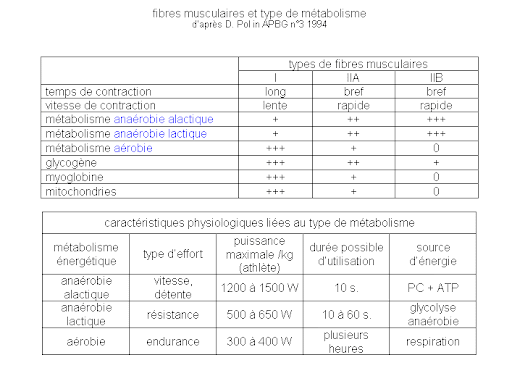 fibres musculaires et type de métabolisme
d'après D. Pol in APBG n°3 1994
types de fibres musculaires
I IIA IIB
temps de contraction long bref bref
vitesse de contraction lente rapide rapide
métabolisme anaérobie alactique + ++ +++
métabolisme anaérobie lactique + ++ +++
métabolisme aérobie +++ + 0
glycogène +++ ++ +
myoglobine +++ + 0
mitochondries +++ + 0
caractéristiques physiologiques liées au type de métabolisme
métabolisme énergétique type d'effort puissance maximale /kg (athlète) durée possible d'utilisation source d'énergie
anaérobie alactique vitesse, détente 1200 à 1500 W 10 s. PC + ATP
anaérobie lactique résistance 500 à 650 W 10 à 60 s. glycolyse anaérobie
aérobie endurance 300 à 400 W plusieurs heures respiration